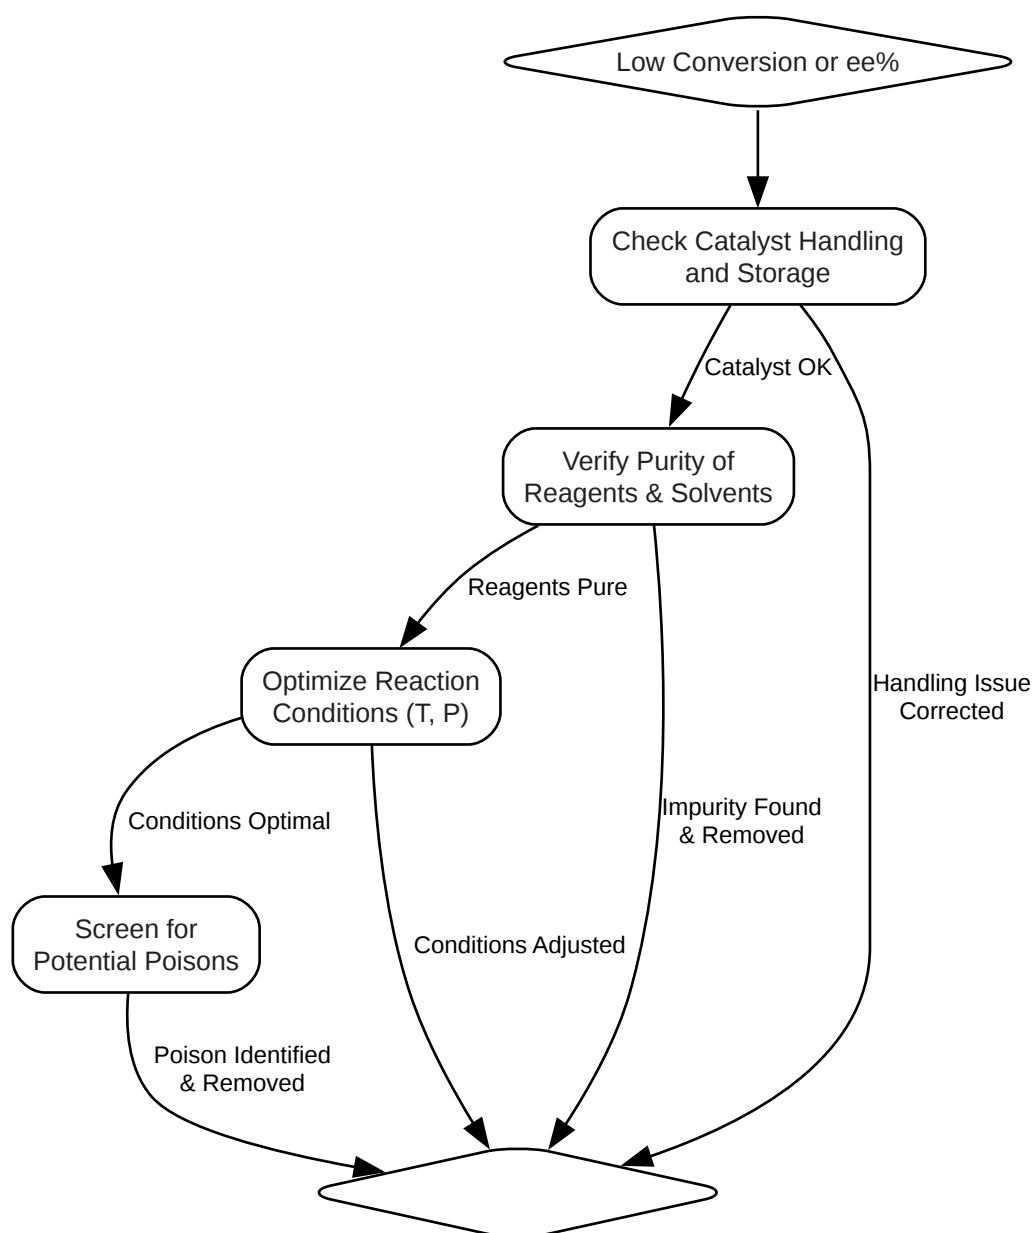 Low Conversion or ee%
Check Catalyst Handling
and Storage
Catalyst OK
Verify Purity of
Reagents & Solvents
Reagents Pure
Optimize Reaction
Conditions (T, P)
Handling Issue
Corrected
Impurity Found
& Removed
Conditions Optimal
Screen for
Potential Poisons
Conditions Adjusted
Poison Identified
& Removed